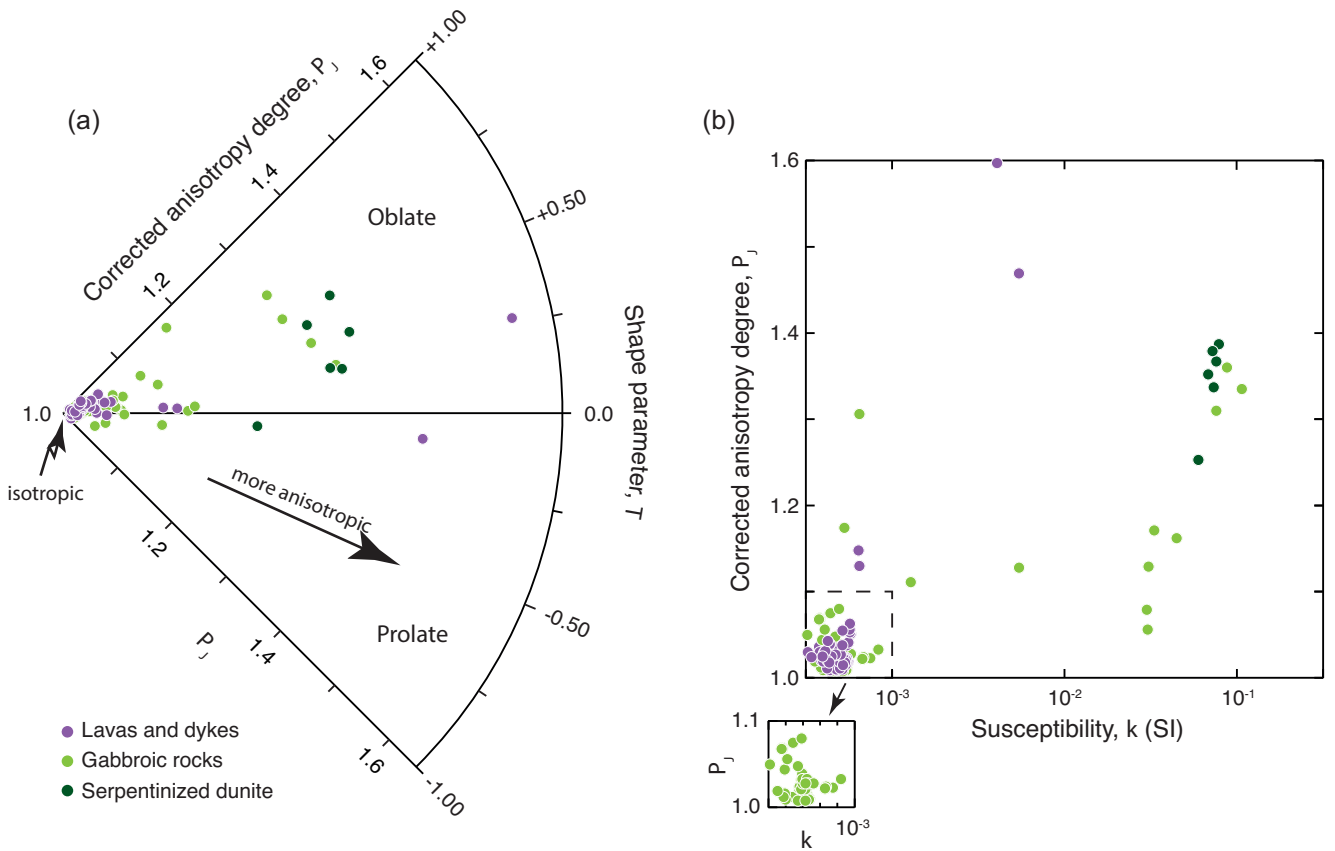 (a)
Corrected anisotropy degree, PJ
1.0
1.2
1.4
1.6
+1.00
+0.50
0.0
-0.50
-1.00
Shape parameter, T
Oblate
isotropic
more anisotropic
Prolate
1.2
1.4
1.6
PJ
Lavas and dykes
Gabbroic rocks
Serpentinized dunite
(b)
Corrected anisotropy degree, PJ
1.6
1.4
1.2
1.0
10-3
10-2
10-1
Susceptibility, k (SI)
1.1
PJ
1.0
10-3
k